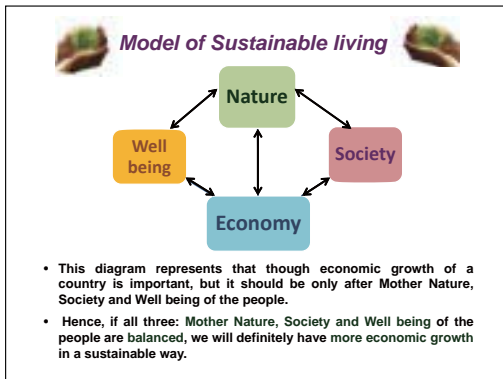 Model of Sustainable living
Nature
Well
being
Society
Economy
• This diagram represents that though economic growth of a
country is important, but it should be only after Mother Nature,
Society and Well being of the people.
• Hence, if all three: Mother Nature, Society and Well being of the
people are balanced, we will definitely have more economic growth
in a sustainable way.